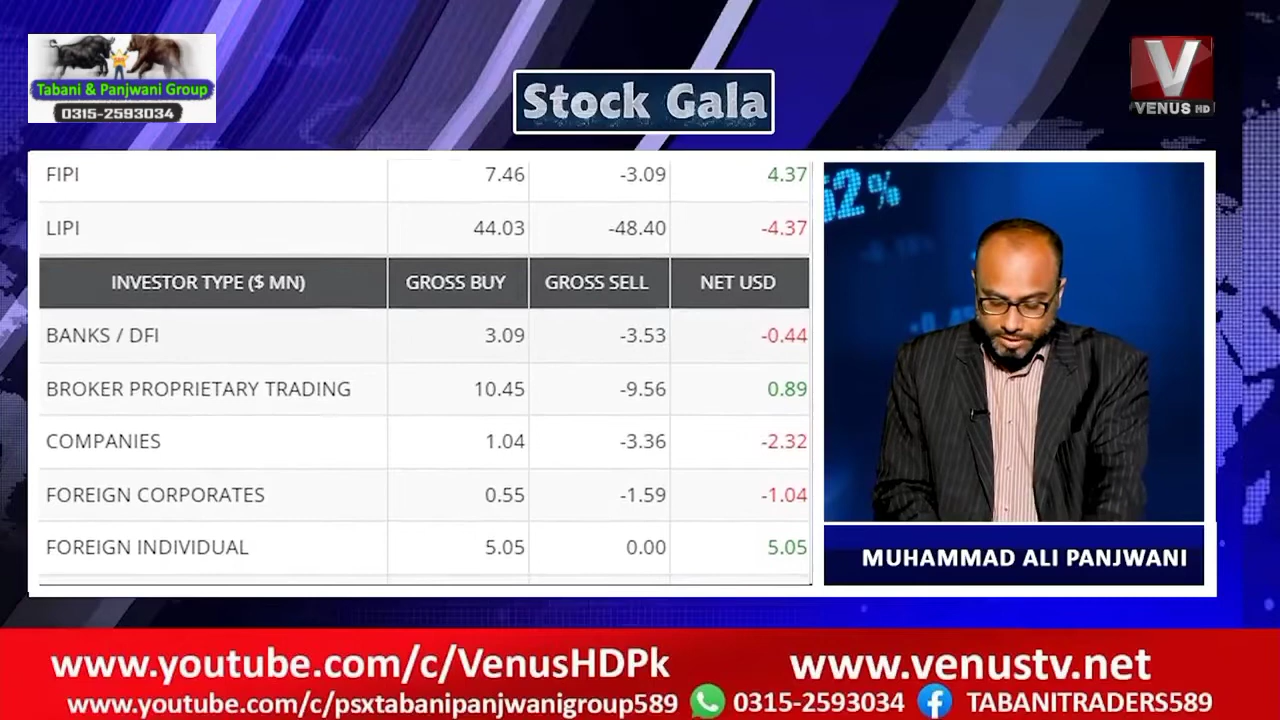 Tabani & Panjwani Group
0315-2593034
Stock Gala
V
VENUS HD
FIPI 7.46 -3.09 4.37
LIPI 44.03 -48.40 -4.37
INVESTOR TYPE ($ MN) GROSS BUY GROSS SELL NET USD
BANKS / DFI 3.09 -3.53 -0.44
BROKER PROPRIETARY TRADING 10.45 -9.56 0.89
COMPANIES 1.04 -3.36 -2.32
FOREIGN CORPORATES 0.55 -1.59 -1.04
FOREIGN INDIVIDUAL 5.05 0.00 5.05
52%
MUHAMMAD ALI PANJWANI
www.youtube.com/c/VenusHDPk www.venustv.net
www.youtube.com/c/psxtabanipanjwanigroup589 0315-2593034 TABANITRADERS589